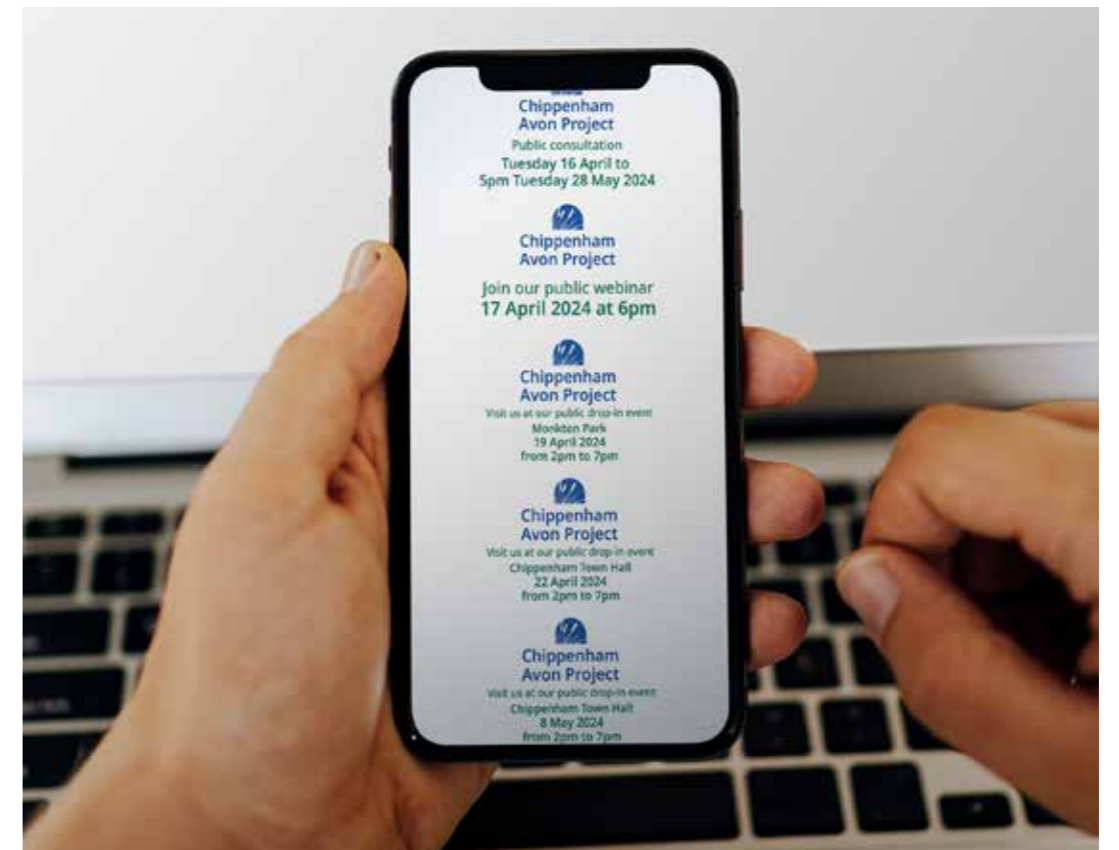 Chippenham
Avon Project
Public consultation
Tuesday 16 April to
5pm Tuesday 28 May 2024
Chippenham
Avon Project
Join our public webinar
17 April 2024 at 6pm
Chippenham
Avon Project
Visit us at our public drop-in event
Monkton Park
19 April 2024
from 2pm to 7pm
Chippenham
Avon Project
Visit us at our public drop-in event
Chippenham Town Hall
22 April 2024
from 2pm to 7pm
Chippenham
Avon Project
Visit us at our public drop-in event
Chippenham Town Hall
8 May 2024
from 2pm to 7pm